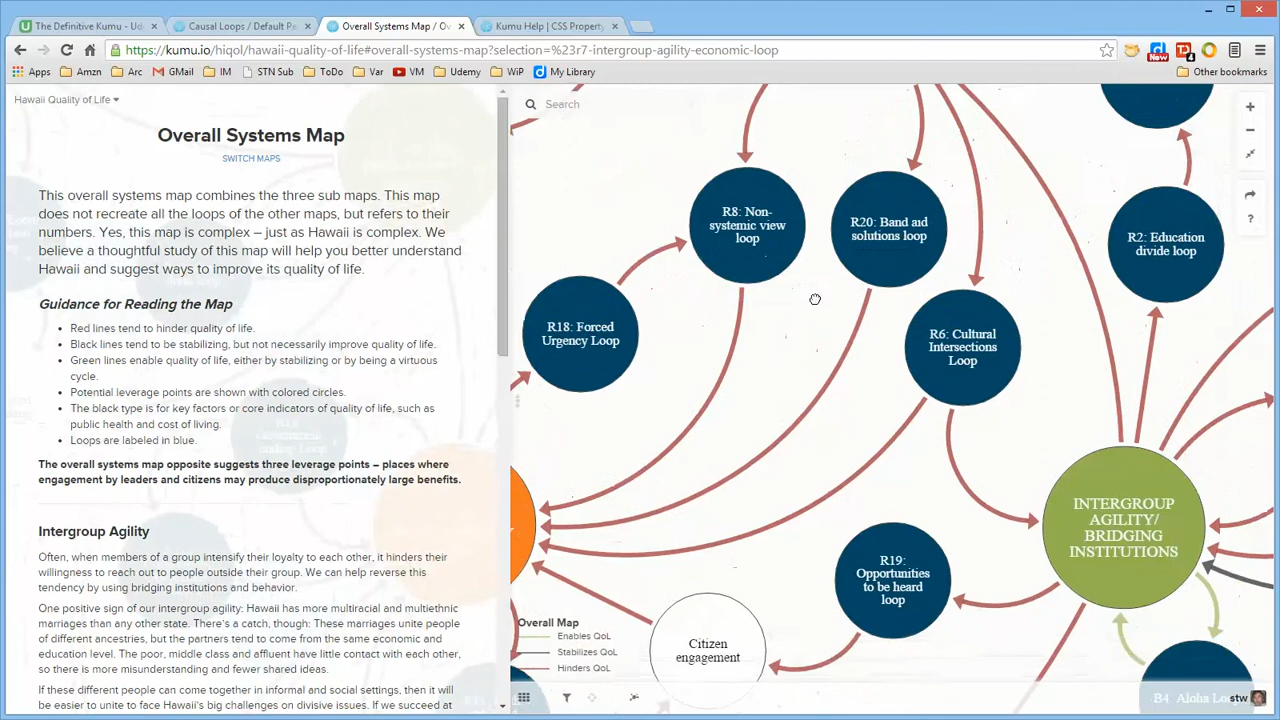 The Definitive Kumu - Ud
Causal Loops / Default Pe
Overall Systems Map / Ov
Kumu Help | CSS Property
https://kumu.io/hiqol/hawaii-quality-of-life#overall-systems-map?selection=%23r7-intergroup-agility-economic-loop
Apps Amzn Arc GMail IM STN Sub ToDo Var VM Udemy WiP My Library Other bookmarks
New
4
Hawaii Quality of Life
Overall Systems Map
SWITCH MAPS
This overall systems map combines the three sub maps. This map
does not recreate all the loops of the other maps, but refers to their
numbers. Yes, this map is complex – just as Hawaii is complex. We
believe a thoughtful study of this map will help you better understand
Hawaii and suggest ways to improve its quality of life.
Guidance for Reading the Map
• Red lines tend to hinder quality of life.
• Black lines tend to be stabilizing, but not necessarily improve quality of life.
• Green lines enable quality of life, either by stabilizing or by being a virtuous
cycle.
• Potential leverage points are shown with colored circles.
• The black type is for key factors or core indicators of quality of life, such as
public health and cost of living.
• Loops are labeled in blue.
The overall systems map opposite suggests three leverage points – places where
engagement by leaders and citizens may produce disproportionately large benefits.
Intergroup Agility
Often, when members of a group intensify their loyalty to each other, it hinders their
willingness to reach out to people outside their group. We can help reverse this
tendency by using bridging institutions and behavior.
One positive sign of our intergroup agility: Hawaii has more multiracial and multiethnic
marriages than any other state. There's a catch, though: These marriages unite people
of different ancestries, but the partners tend to come from the same economic and
education level. The poor, middle class and affluent have little contact with each other,
so there is more misunderstanding and fewer shared ideas.
If these different people can come together in informal and social settings, then it will
be easier to unite to face Hawaii's big challenges on divisive issues. If we succeed at
Search
R8: Non-
systemic view
loop
R20: Band aid
solutions loop
R2: Education
divide loop
R18: Forced
Urgency Loop
R6: Cultural
Intersections
Loop
INTERGROUP
AGILITY/
BRIDGING
INSTITUTIONS
R19:
Opportunities
to be heard
loop
Citizen
engagement
Overall Map
Enables QoL
Stabilizes QoL
Hinders QoL
B4 Aloha Loop
stw